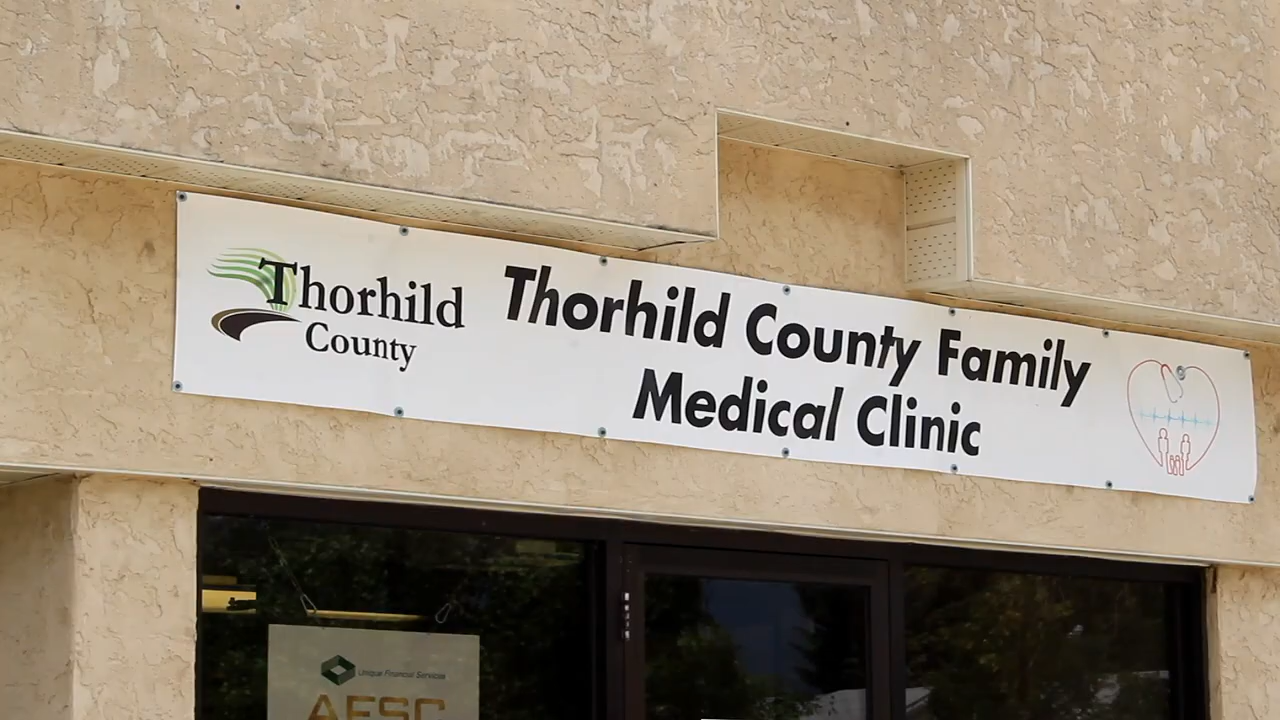 Thorhild
County
Thorhild County Family
Medical Clinic
Unique Financial Services
AFSC